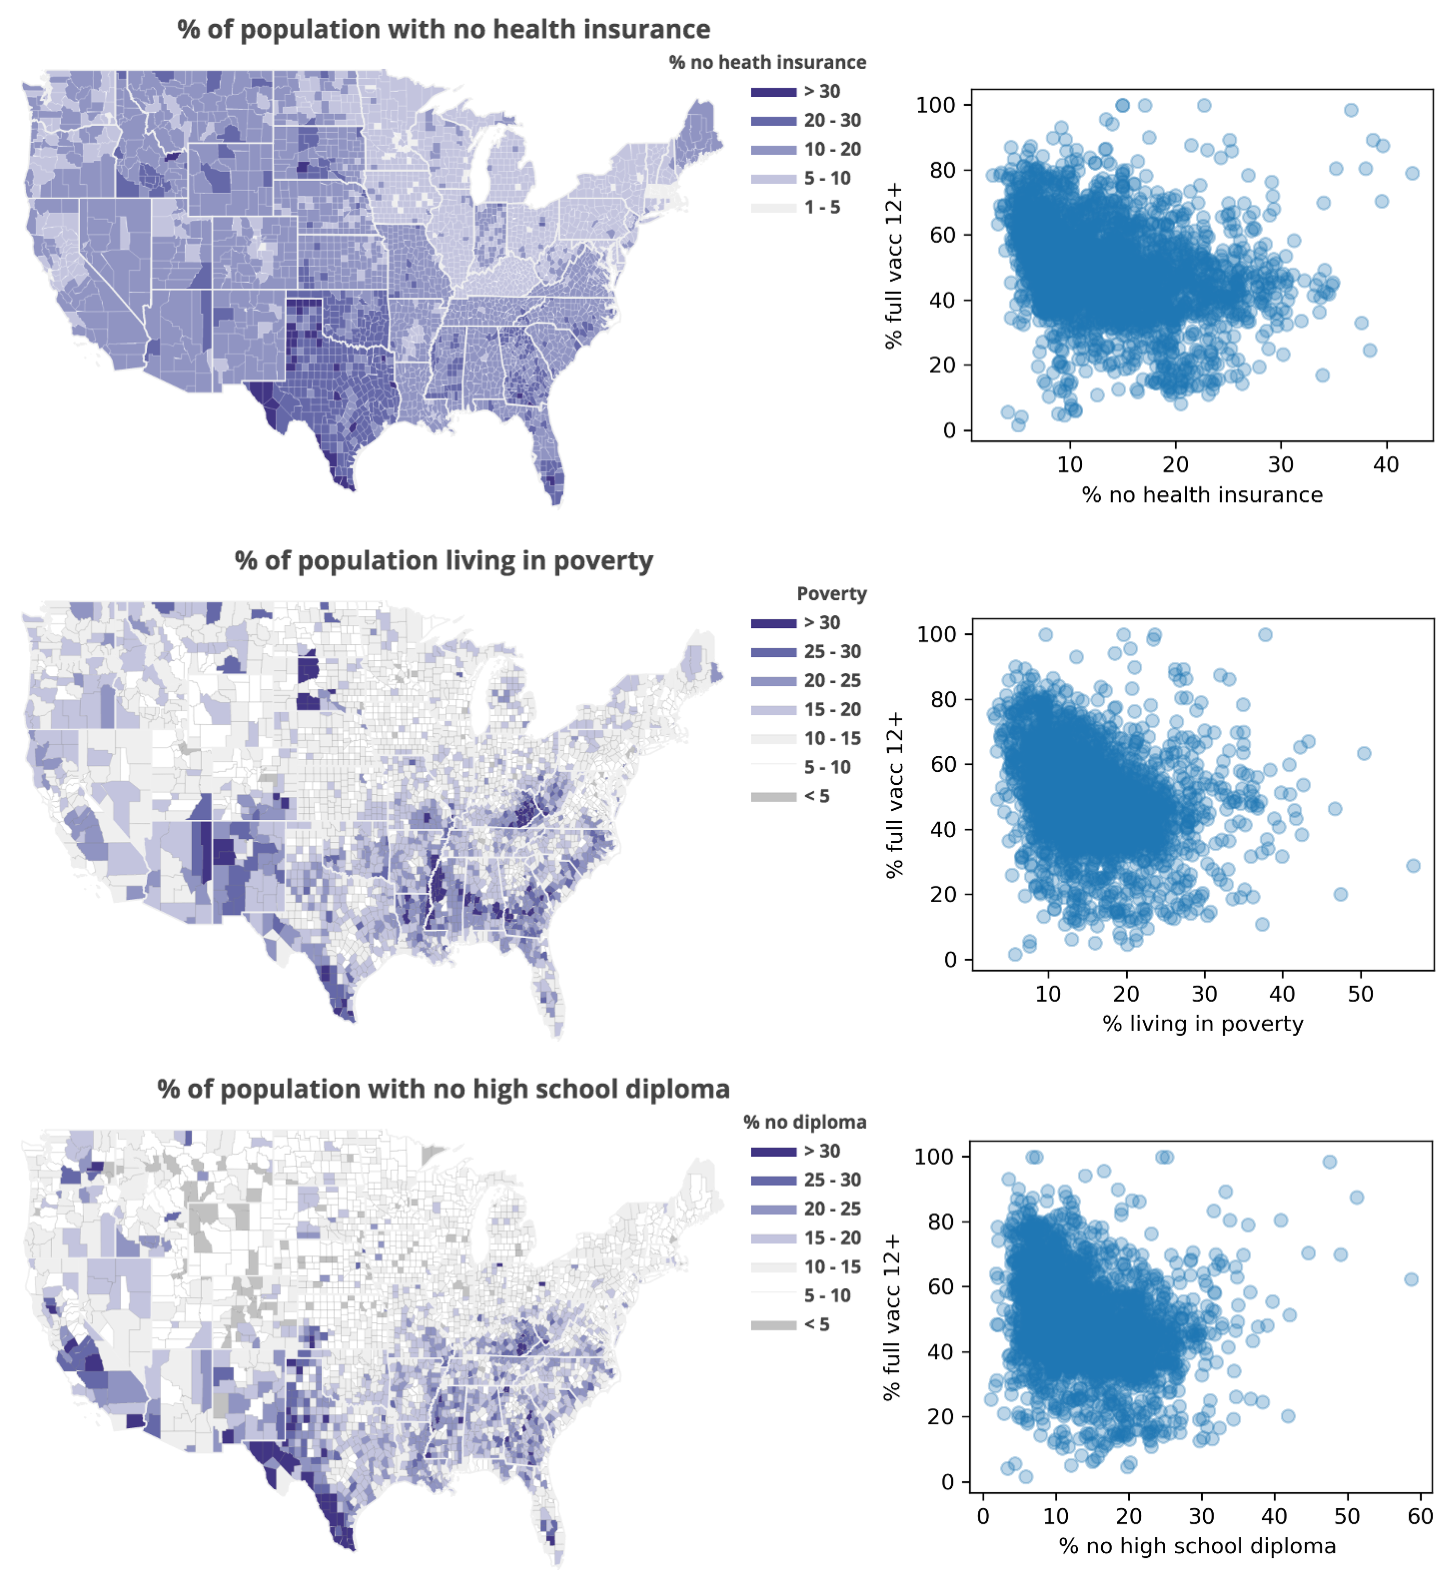 % of population with no health insurance
% no heath insurance
> 30
20 - 30
10 - 20
5 - 10
1 - 5
100
80
60
40
20
0
% full vacc 12+
10 20 30 40
% no health insurance
% of population living in poverty
Poverty
> 30
25 - 30
20 - 25
15 - 20
10 - 15
5 - 10
< 5
100
80
60
40
20
0
% full vacc 12+
10 20 30 40 50
% living in poverty
% of population with no high school diploma
% no diploma
> 30
25 - 30
20 - 25
15 - 20
10 - 15
5 - 10
< 5
100
80
60
40
20
0
% full vacc 12+
0 10 20 30 40 50 60
% no high school diploma